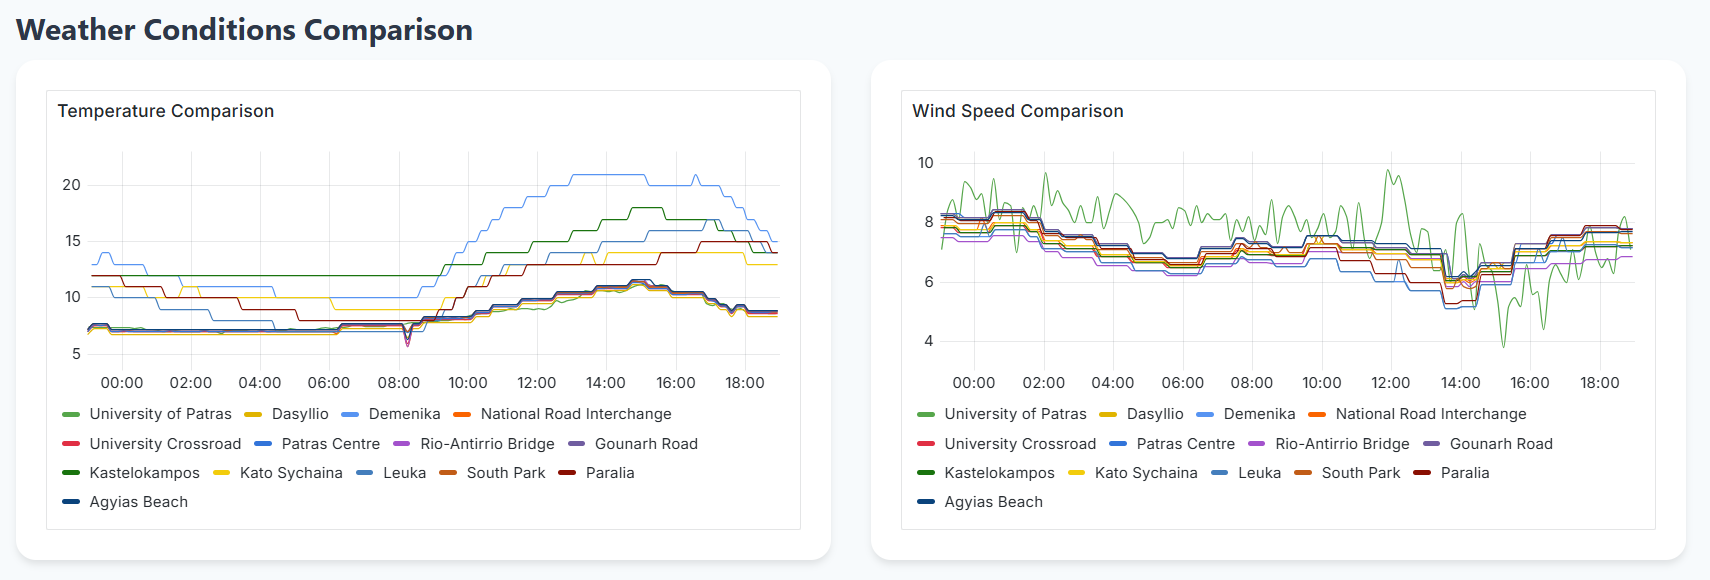 Weather Conditions Comparison
Temperature Comparison
20
15
10
5
00:00 02:00 04:00 06:00 08:00 10:00 12:00 14:00 16:00 18:00
University of Patras Dasyllio Demenika National Road Interchange
University Crossroad Patras Centre Rio-Antirrio Bridge Gounarh Road
Kastelokampos Kato Sychaina Leuka South Park Paralia
Agyias Beach
Wind Speed Comparison
10
8
6
4
00:00 02:00 04:00 06:00 08:00 10:00 12:00 14:00 16:00 18:00
University of Patras Dasyllio Demenika National Road Interchange
University Crossroad Patras Centre Rio-Antirrio Bridge Gounarh Road
Kastelokampos Kato Sychaina Leuka South Park Paralia
Agyias Beach